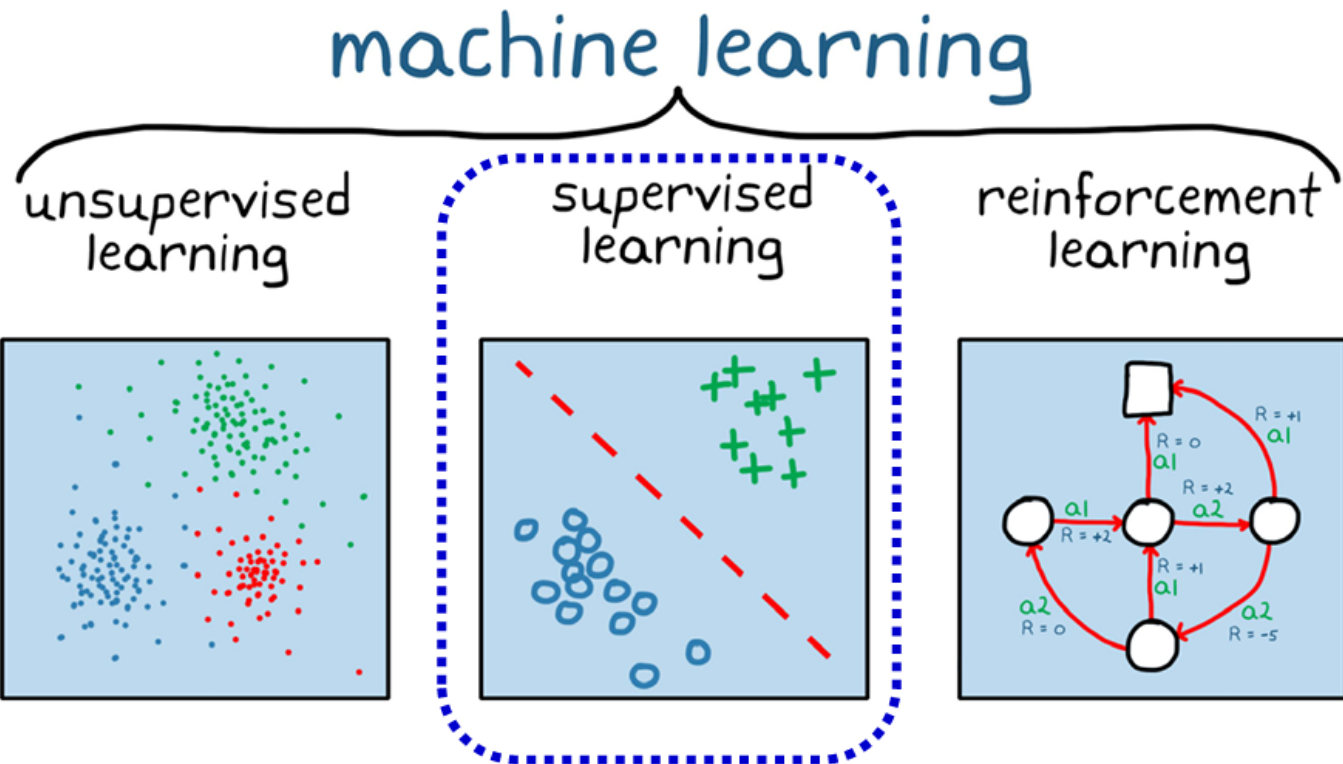 machine learning
unsupervised
learning
supervised
learning
reinforcement
learning
R = +1
a1
R = 0
a1
R = +2
a1
a2
R = +2
R = +1
a1
a2
R = 0
a2
R = -5